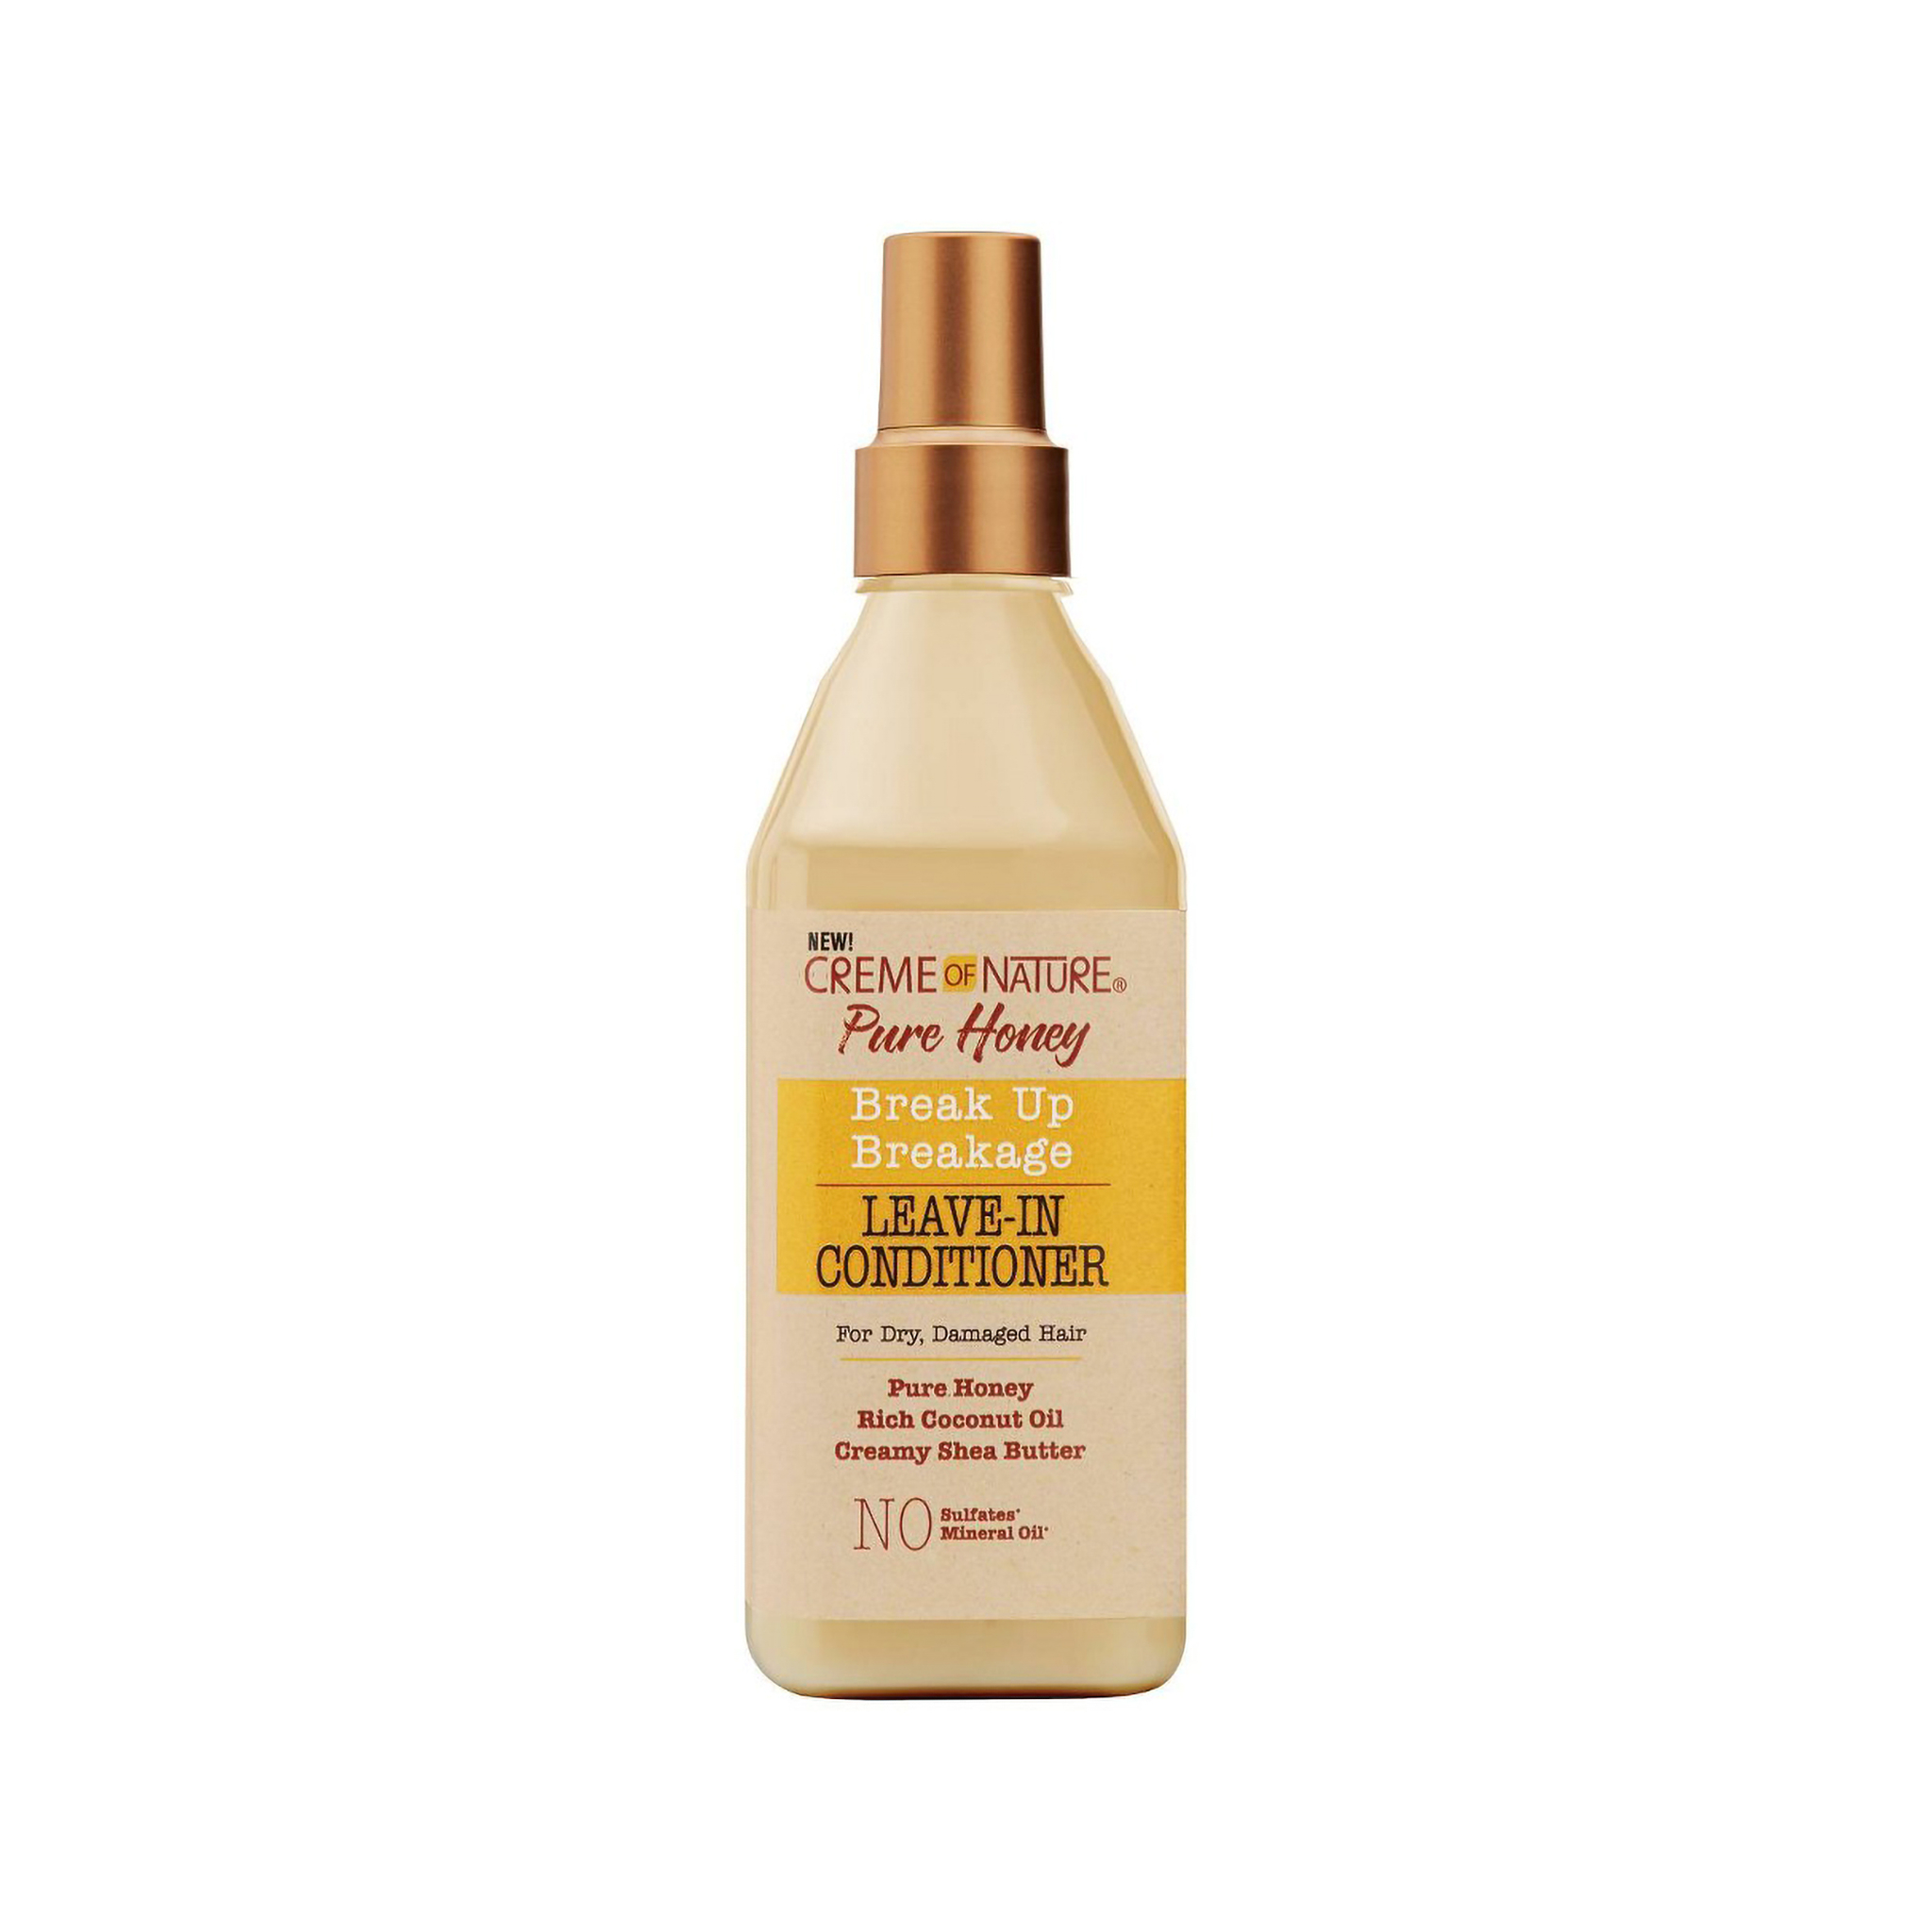 NEW!
CREME OF NATURE®
Pure Honey
Break Up
Breakage
LEAVE-IN
CONDITIONER
For Dry, Damaged Hair
Pure Honey
Rich Coconut Oil
Creamy Shea Butter
NO Sulfates*
Mineral Oil*